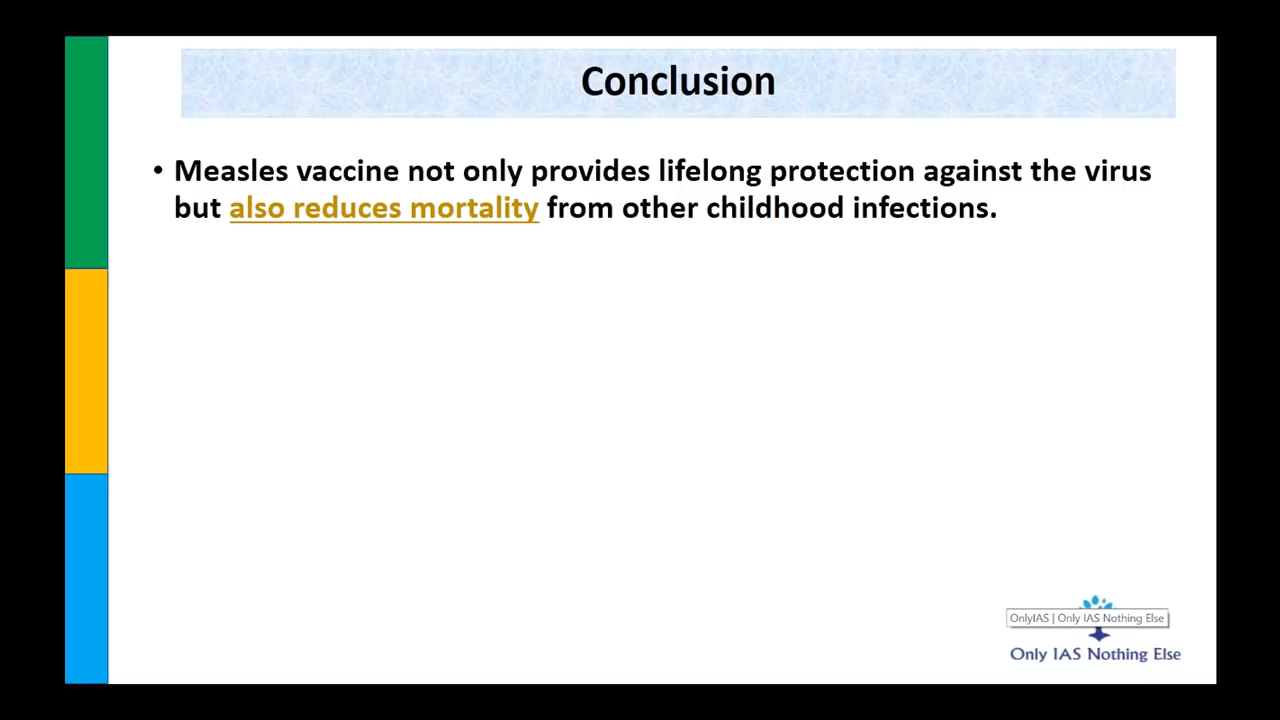 Conclusion
• Measles vaccine not only provides lifelong protection against the virus
but also reduces mortality from other childhood infections.
OnlyIAS | Only IAS Nothing Else
Only IAS Nothing Else